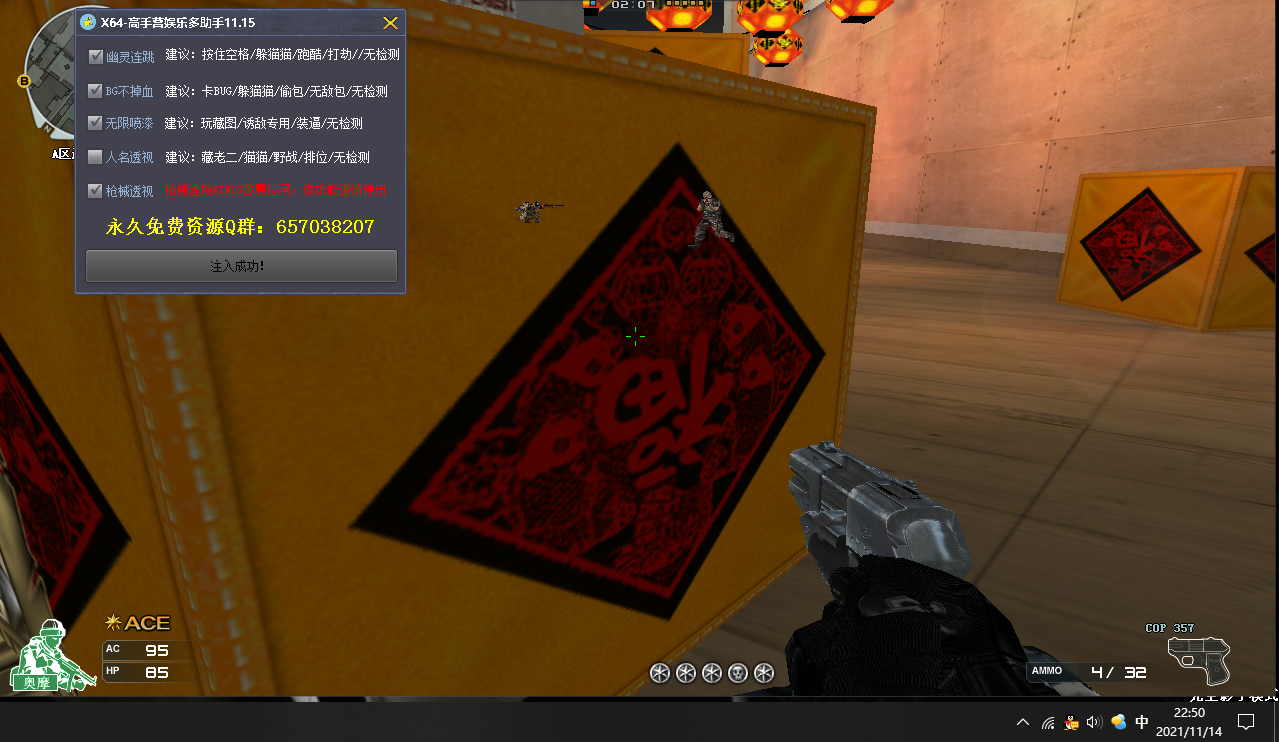 X64-高手营娱乐多助手11.15
幽灵连跳 建议：按住空格/躲猫猫/跑酷/打劫//无检测
BG不掉血 建议：卡BUG/躲猫猫/偷包/无敌包/无检测
无限喷漆 建议：玩藏图/诱敌专用/装逼/无检测
人名透视 建议：藏老二/猫猫/野战/排位/无检测
枪械透视
永久免费资源Q群：657038207
注入成功!
02:07
B
N
A区
福
ACE
AC 95
HP 85
奥摩
COP 357
AMMO 4/ 32
中
22:50
2021/11/14